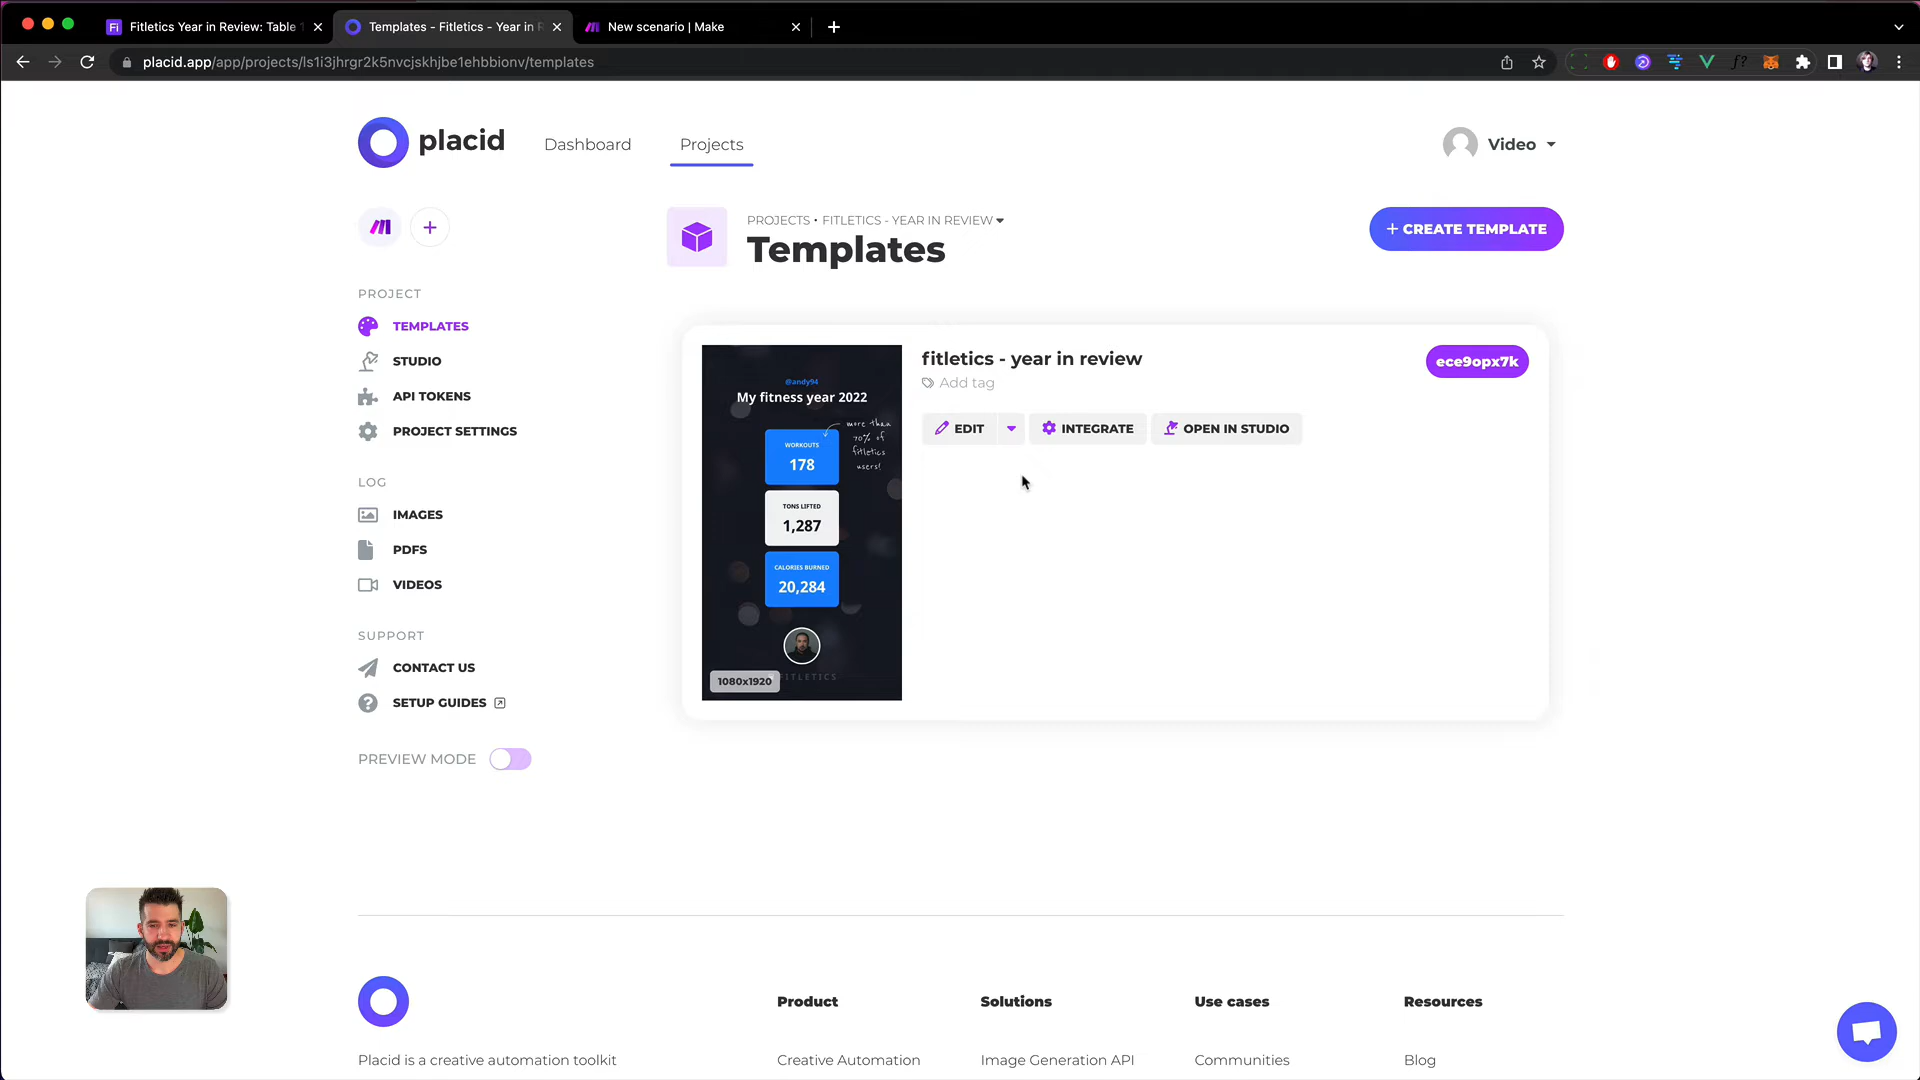 Fitletics Year in Review: Table 1
Templates - Fitletics - Year in R
New scenario | Make
placid.app/app/projects/ls1i3jhrgr2k5nvcjskhjbe1ehbbionv/templates
placid
Dashboard
Projects
Video
PROJECTS • FITLETICS - YEAR IN REVIEW
Templates
+ CREATE TEMPLATE
PROJECT
TEMPLATES
STUDIO
API TOKENS
PROJECT SETTINGS
LOG
IMAGES
PDFS
VIDEOS
SUPPORT
CONTACT US
SETUP GUIDES
PREVIEW MODE
@andy94
My fitness year 2022
more than
70% of
fitletics
users!
WORKOUTS
178
TONS LIFTED
1,287
CALORIES BURNED
20,284
FITLETICS
1080x1920
fitletics - year in review
Add tag
ece9opx7k
EDIT
INTEGRATE
OPEN IN STUDIO
Placid is a creative automation toolkit
Product
Creative Automation
Solutions
Image Generation API
Use cases
Communities
Resources
Blog